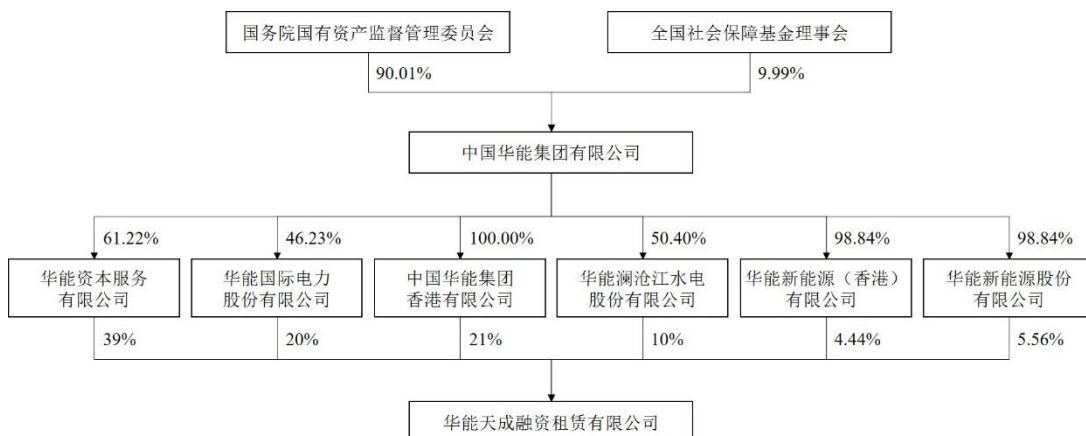 国务院国有资产监督管理委员会
全国社会保障基金理事会
90.01%
9.99%
中国华能集团有限公司
61.22%
46.23%
100.00%
50.40%
98.84%
98.84%
华能资本服务
有限公司
华能国际电力
股份有限公司
中国华能集团
香港有限公司
华能澜沧江水电
股份有限公司
华能新能源（香港）
有限公司
华能新能源股份
有限公司
39%
20%
21%
10%
4.44%
5.56%
华能天成融资租赁有限公司